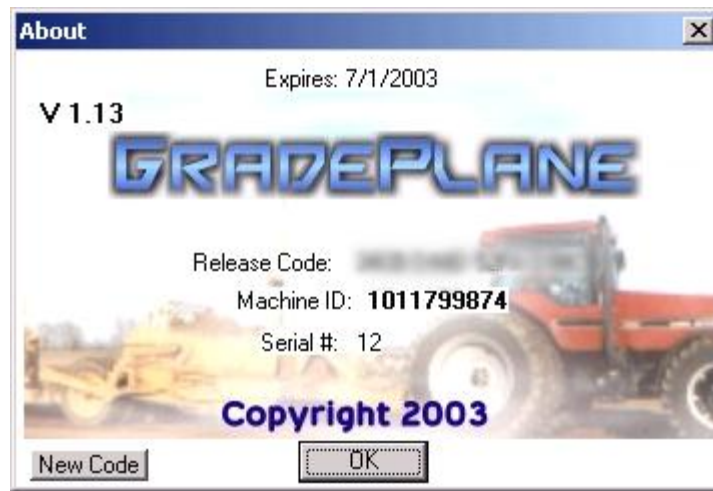 About
Expires: 7/1/2003
V 1.13
GRADEPLANE
Release Code:
Machine ID: 1011799874
Serial #: 12
Copyright 2003
New Code
OK